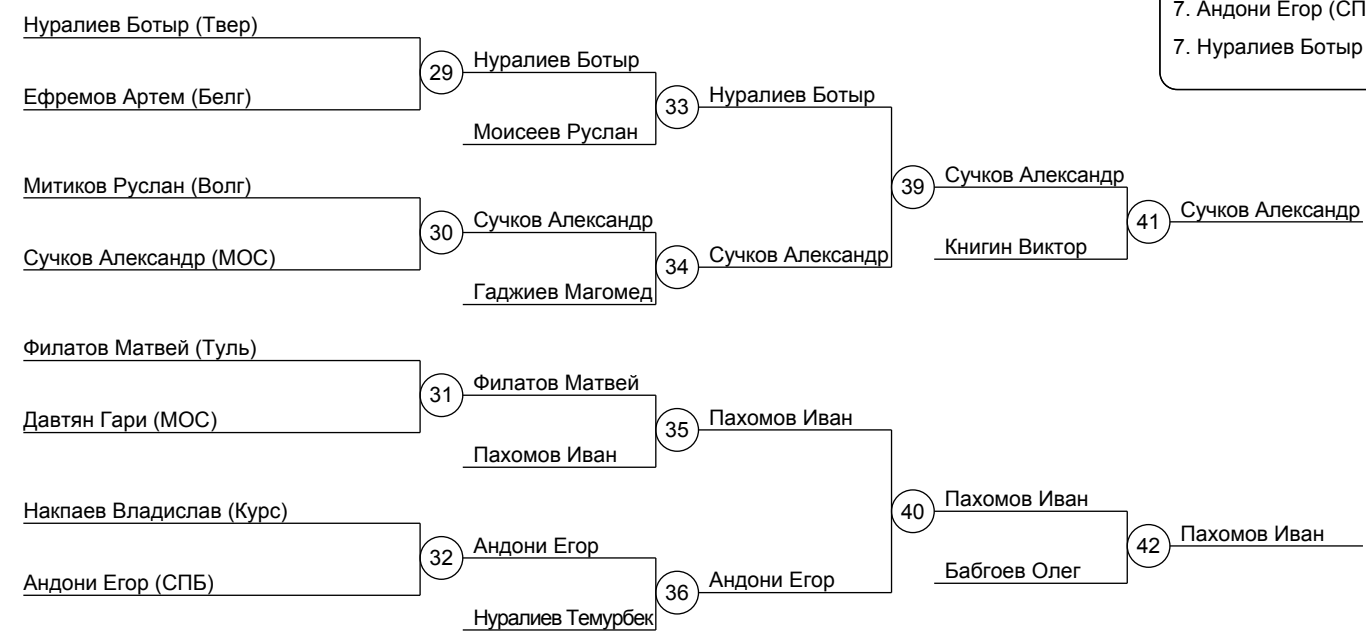 7. Андони Егор (СП
7. Нуралиев Ботыр
Нуралиев Ботыр (Твер)
29
Нуралиев Ботыр
Ефремов Артем (Белг)
33
Нуралиев Ботыр
Моисеев Руслан
39
Сучков Александр
Митиков Руслан (Волг)
30
Сучков Александр
41
Сучков Александр
Сучков Александр (МОС)
34
Сучков Александр
Книгин Виктор
Гаджиев Магомед
Филатов Матвей (Туль)
31
Филатов Матвей
Давтян Гари (МОС)
35
Пахомов Иван
Пахомов Иван
40
Пахомов Иван
Накпаев Владислав (Курс)
32
Андони Егор
42
Пахомов Иван
Андони Егор (СПБ)
36
Андони Егор
Бабгоев Олег
Нуралиев Темурбек